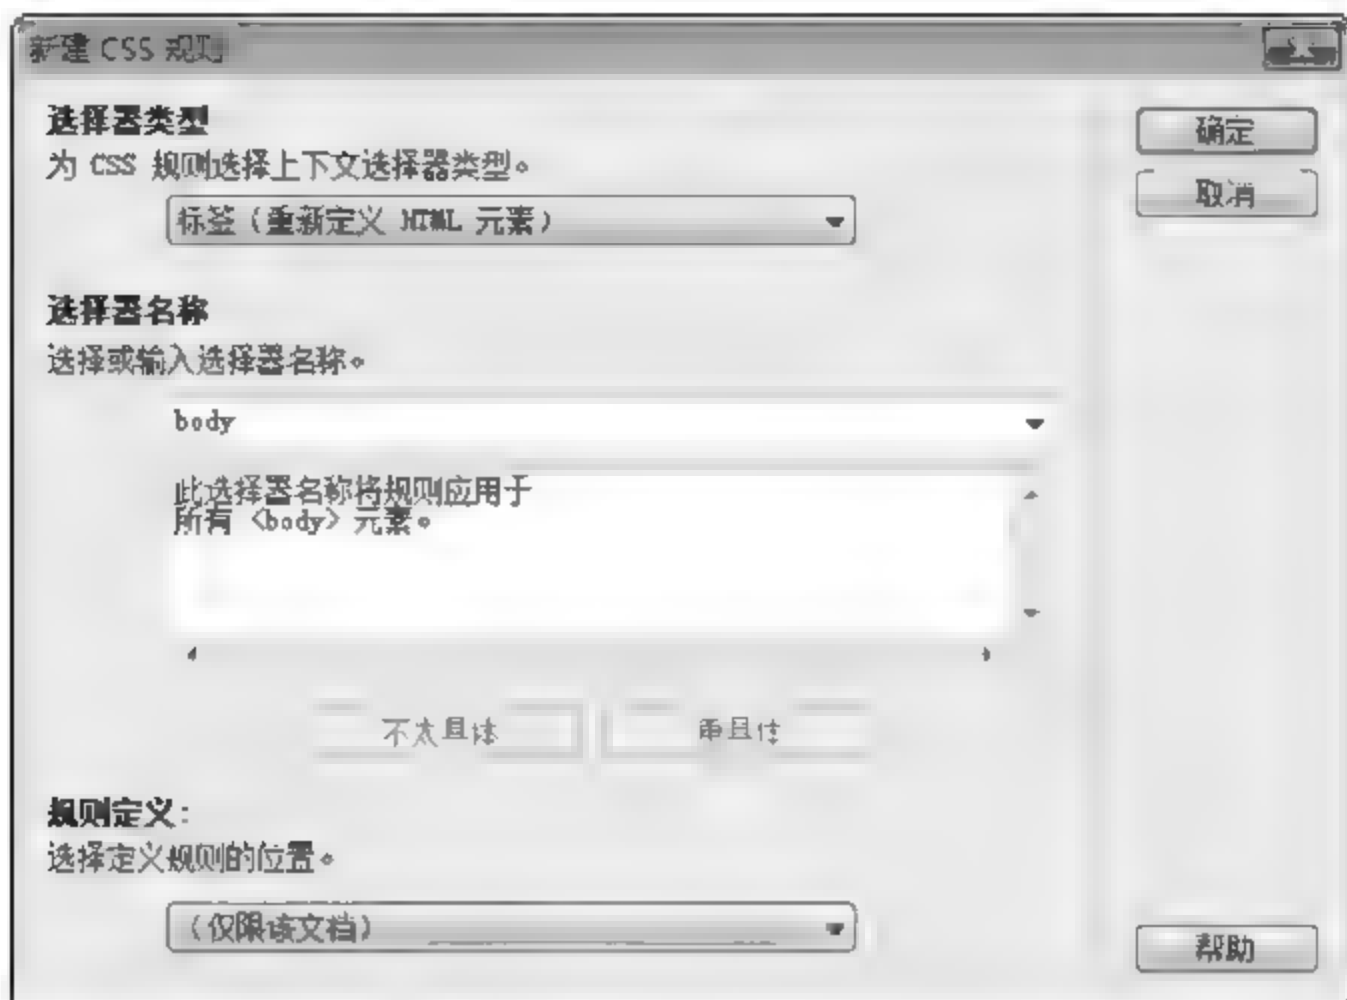 新建 CSS 规则
选择器类型
确定
为 CSS 规则选择上下文选择器类型。
取消
标签（重新定义 HTML 元素）
选择器名称
选择或输入选择器名称。
body
此选择器名称将规则应用于
所有 <body> 元素。
不太具体
更具体
规则定义：
选择定义规则的位置。
（仅限该文档）
帮助